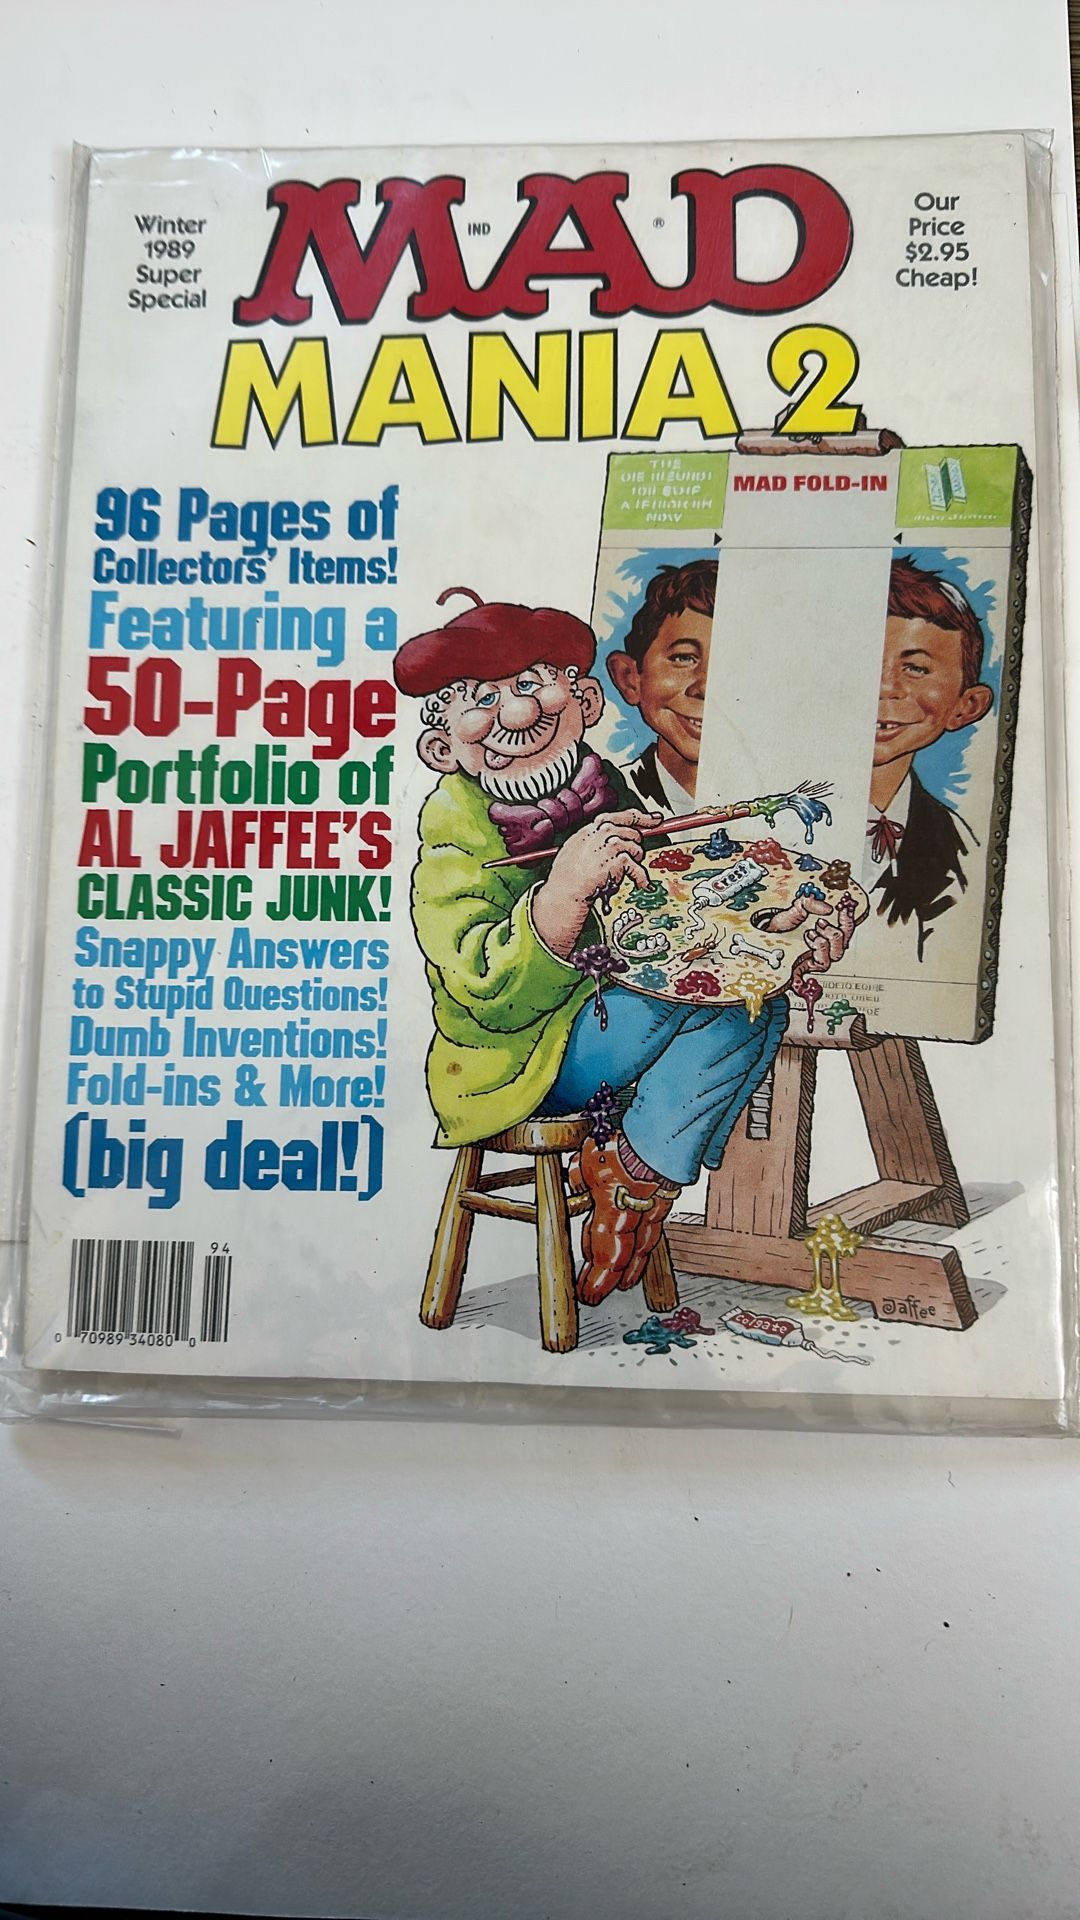 Winter
1989
Super
Special
MAD
IND
®
Our
Price
$2.95
Cheap!
MANIA 2
96 Pages of
Collectors' Items!
Featuring a
50-Page
Portfolio of
AL JAFFEE'S
CLASSIC JUNK!
Snappy Answers
to Stupid Questions!
Dumb Inventions!
Fold-ins & More!
(big deal!)
THE
NOW
MAD FOLD-IN
Crest
Jaffee
Colgate
94
0 70989 34080 0